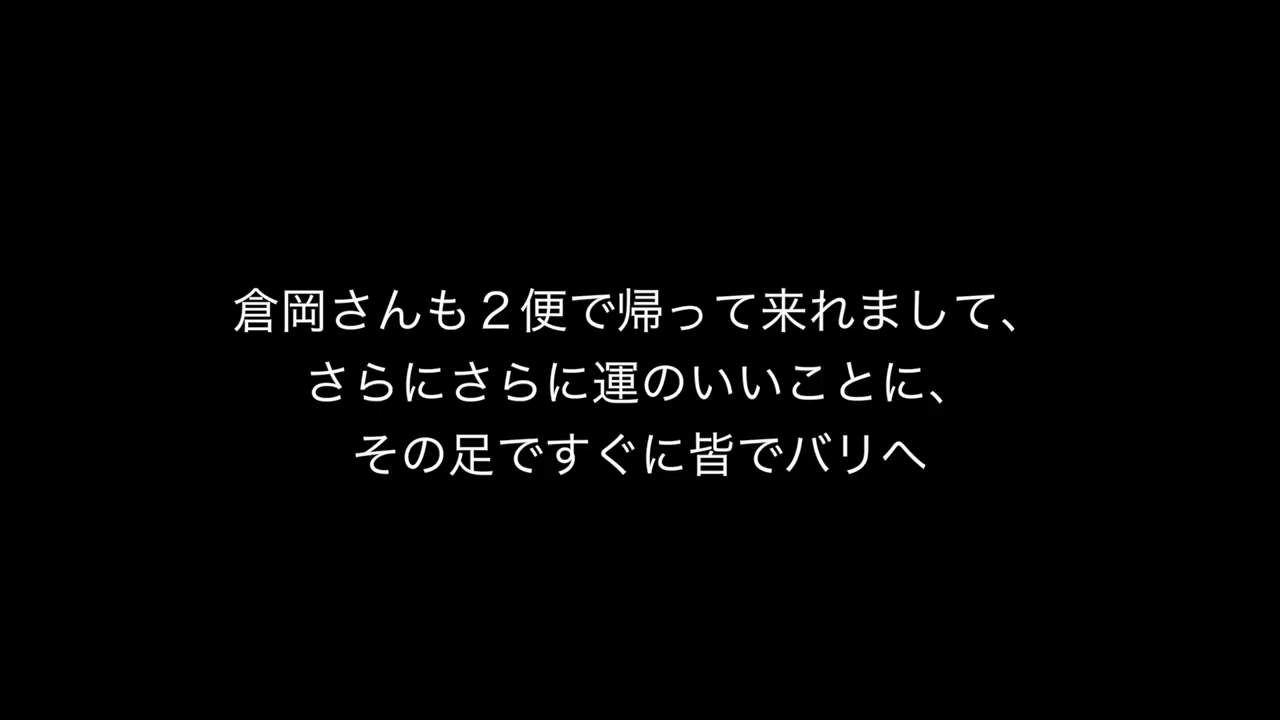 倉岡さんも２便で帰って来れまして、
さらにさらに運のいいことに、
その足ですぐに皆でバリへ